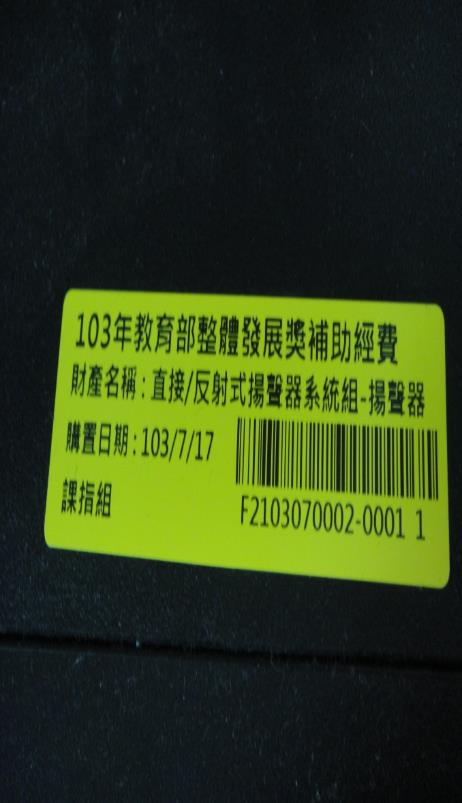 103年教育部整體發展獎補助經費
財產名稱:直接/反射式揚聲器系統組-揚聲器
購置日期:103/7/17
課指組
F2103070002-0001 1